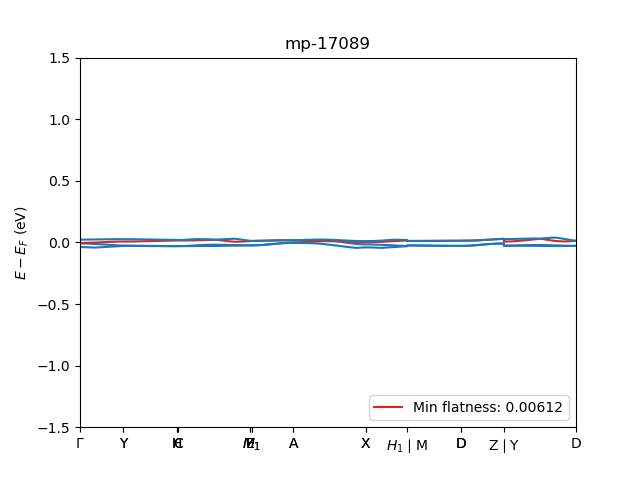 mp-17089
1.5
1.0
0.5
0.0
−0.5
−1.0
−1.5
E − E_F (eV)
Min flatness: 0.00612
Γ Y A X H₁ | M D Z | Y D